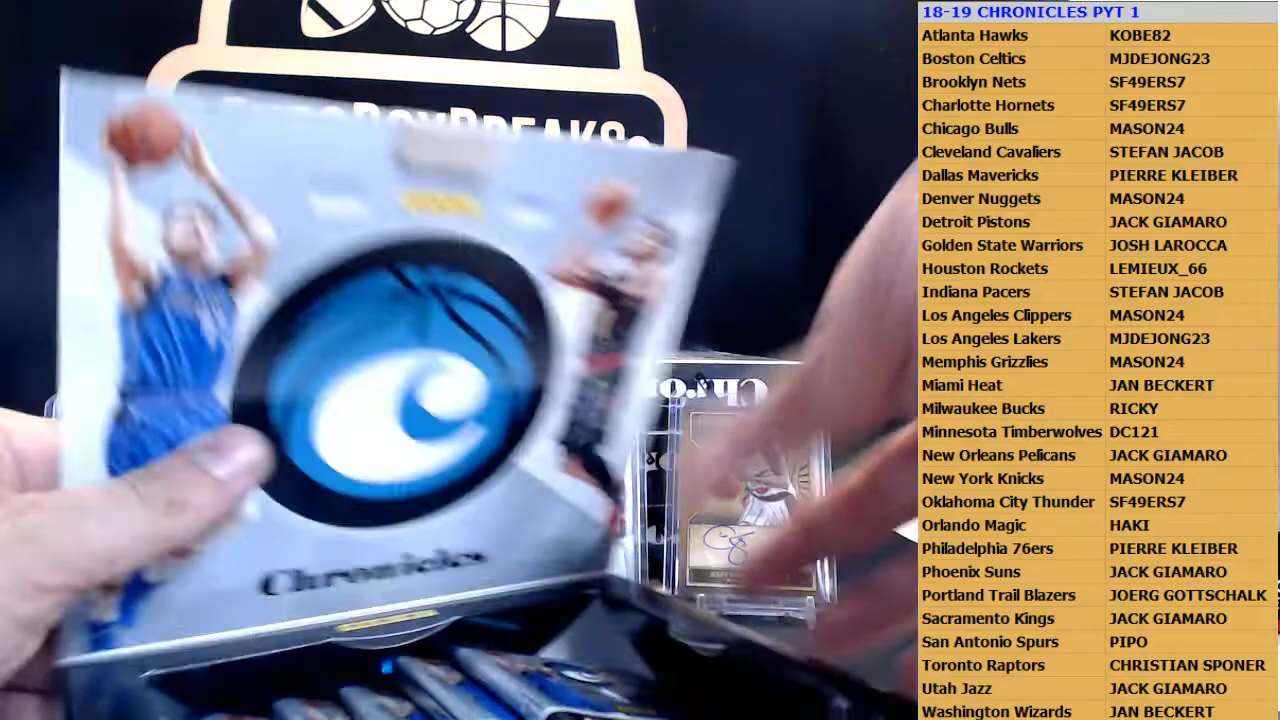 18-19 CHRONICLES PYT 1
Atlanta Hawks KOBE82
Boston Celtics MJDEJONG23
Brooklyn Nets SF49ERS7
Charlotte Hornets SF49ERS7
Chicago Bulls MASON24
Cleveland Cavaliers STEFAN JACOB
Dallas Mavericks PIERRE KLEIBER
Denver Nuggets MASON24
Detroit Pistons JACK GIAMARO
Golden State Warriors JOSH LAROCCA
Houston Rockets LEMIEUX_66
Indiana Pacers STEFAN JACOB
Los Angeles Clippers MASON24
Los Angeles Lakers MJDEJONG23
Memphis Grizzlies MASON24
Miami Heat JAN BECKERT
Milwaukee Bucks RICKY
Minnesota Timberwolves DC121
New Orleans Pelicans JACK GIAMARO
New York Knicks MASON24
Oklahoma City Thunder SF49ERS7
Orlando Magic HAKI
Philadelphia 76ers PIERRE KLEIBER
Phoenix Suns JACK GIAMARO
Portland Trail Blazers JOERG GOTTSCHALK
Sacramento Kings JACK GIAMARO
San Antonio Spurs PIPO
Toronto Raptors CHRISTIAN SPONER
Utah Jazz JACK GIAMARO
Washington Wizards JAN BECKERT
Chronicles